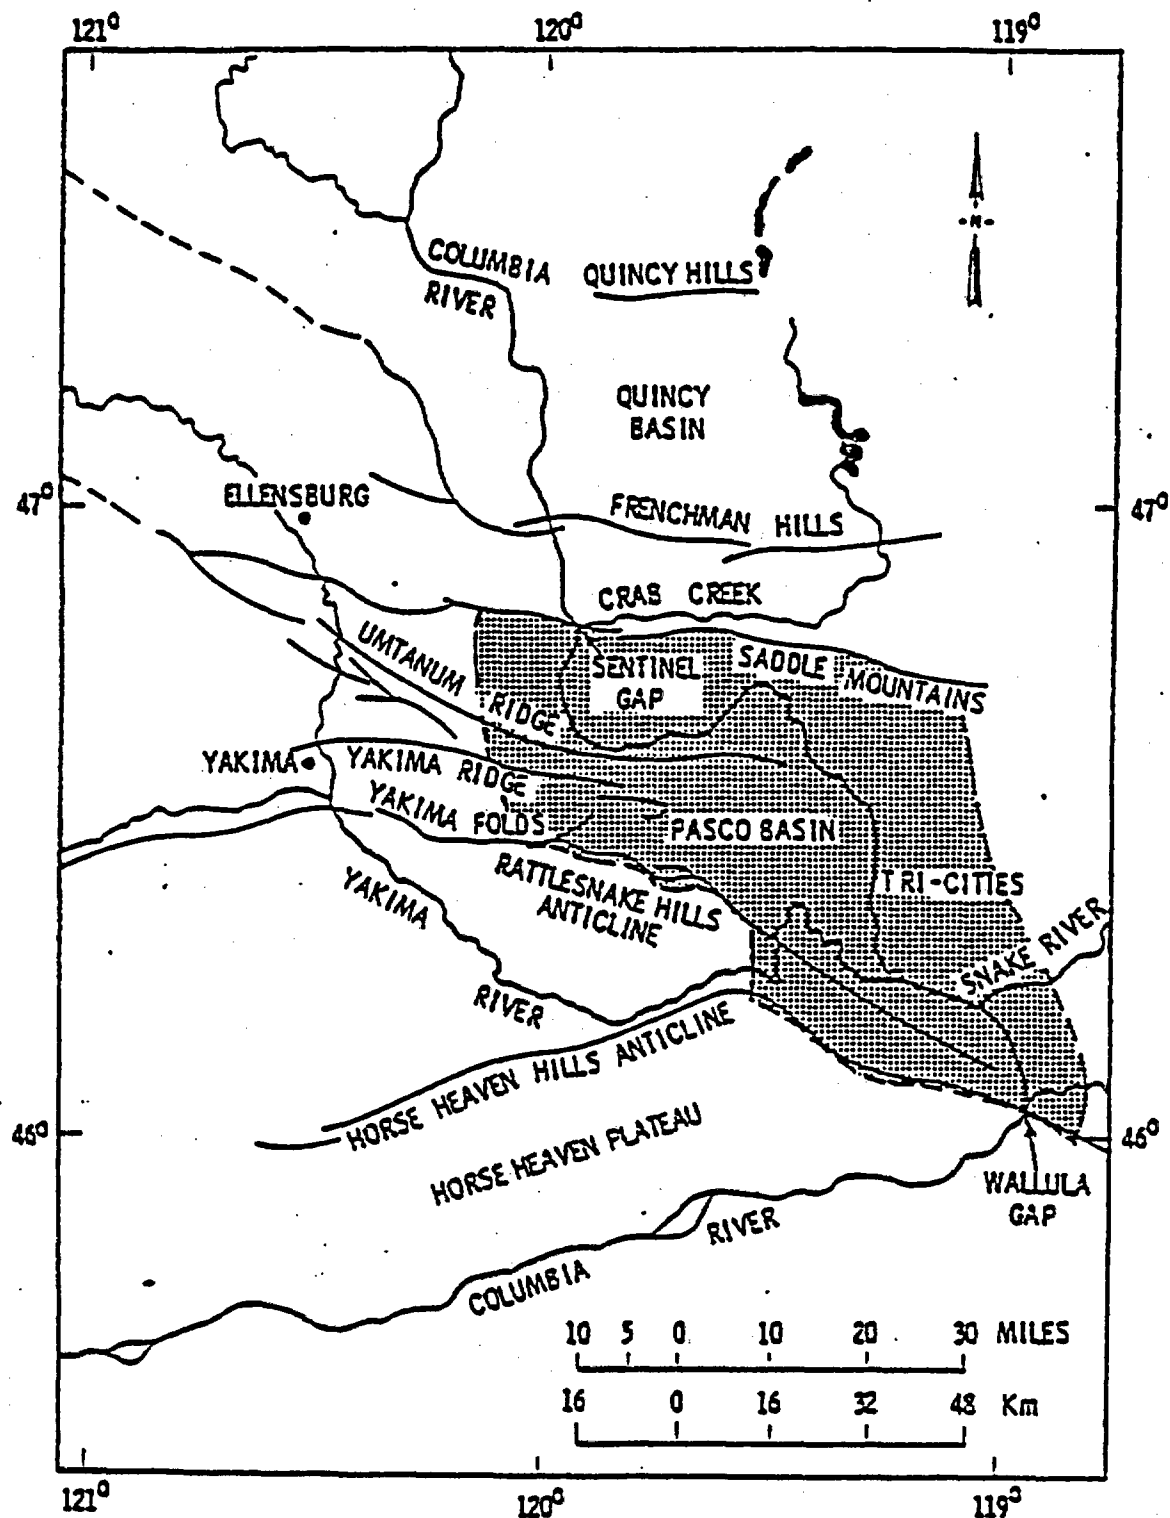 121° 120° 119°
COLUMBIA
RIVER
QUINCY HILLS
N
QUINCY
BASIN
47° 47°
ELLENSBURG
FRENCHMAN HILLS
CRAB CREEK
UMTANUM RIDGE
SENTINEL
GAP
SADDLE MOUNTAINS
YAKIMA
YAKIMA RIDGE
YAKIMA FOLDS
PASCO BASIN
RATTLESNAKE HILLS
ANTICLINE
TRI-CITIES
YAKIMA RIVER
SNAKE RIVER
HORSE HEAVEN HILLS ANTICLINE
46° 46°
HORSE HEAVEN PLATEAU
WALLULA
GAP
COLUMBIA RIVER
10 5 0 10 20 30 MILES
16 0 16 32 48 Km
121° 120° 119°